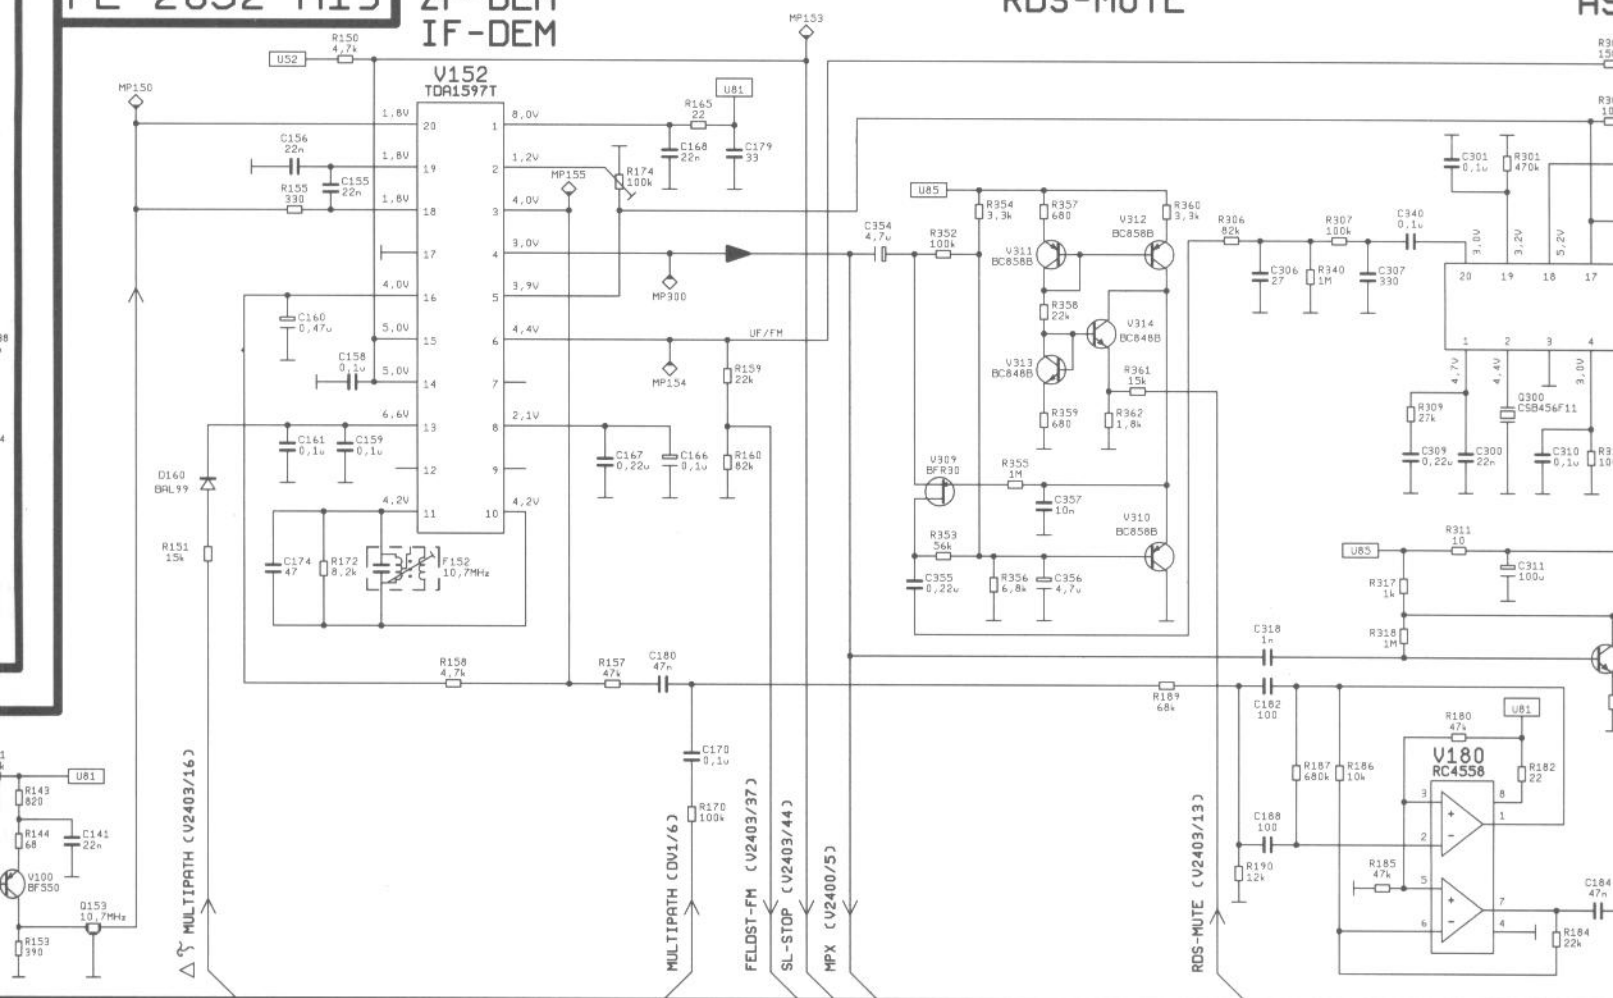 ZF-DEM
IF-DEM
RDS-MUTE
MP153
R150
4,7k
U52
MP150
V152
TDA1597T
U81
R165
22
C168
22n
C179
33
C156
22n
C155
22n
R155
330
1,8V
1,8V
1,8V
4,0V
5,0V
5,0V
6,6V
4,2V
20
19
18
17
16
15
14
13
12
11
1
2
3
4
5
6
7
8
9
10
8,0V
1,2V
4,0V
3,0V
3,9V
4,4V
2,1V
4,2V
R174
100k
MP155
MP300
UF/FM
MP154
R159
22k
R160
82k
C167
0,22u
C166
0,1u
C160
0,47u
C158
0,1u
C161
0,1u
C159
0,1u
D160
BAL99
R151
15k
C174
47
R172
8,2k
F152
10,7MHz
R158
4,7k
R157
47k
C180
47n
C170
0,1u
R170
100k
U85
R354
3,3k
R357
680
R360
3,3k
V312
BC858B
V311
BC858B
C354
4,7u
R352
100k
R358
22k
V314
BC848B
V313
BC848B
R361
15k
R359
680
R362
1,8k
V309
BFR30
R355
1M
C357
10n
V310
BC858B
R353
56k
C355
0,22u
R356
6,8k
C356
4,7u
R306
82k
R307
100k
C340
0,1u
C306
27
R340
1M
C307
330
C301
0,1u
R301
470k
3,0V
3,2V
5,2V
20
19
18
17
1
2
3
4
4,7V
4,4V
3,0V
Q300
CSB456F11
R309
27k
C309
0,22u
C300
22n
C310
0,1u
U85
R311
10
C311
100u
R317
1k
R318
1M
C318
1n
R189
68k
C182
100
R187
680k
R186
10k
C188
100
R190
12k
U81
R180
47k
V180
RC4558
R182
22
3
2
8
1
R185
47k
5
6
7
4
C184
47n
R184
22k
U81
R143
820
R144
68
C141
22n
V100
BF550
Q153
10,7MHz
R153
390
MULTIPATH (V2403/16)
MULTIPATH (DV1/6)
FELDST-FM (V2403/37)
SL-STOP (V2403/44)
MPX (V2400/5)
RDS-MUTE (V2403/13)